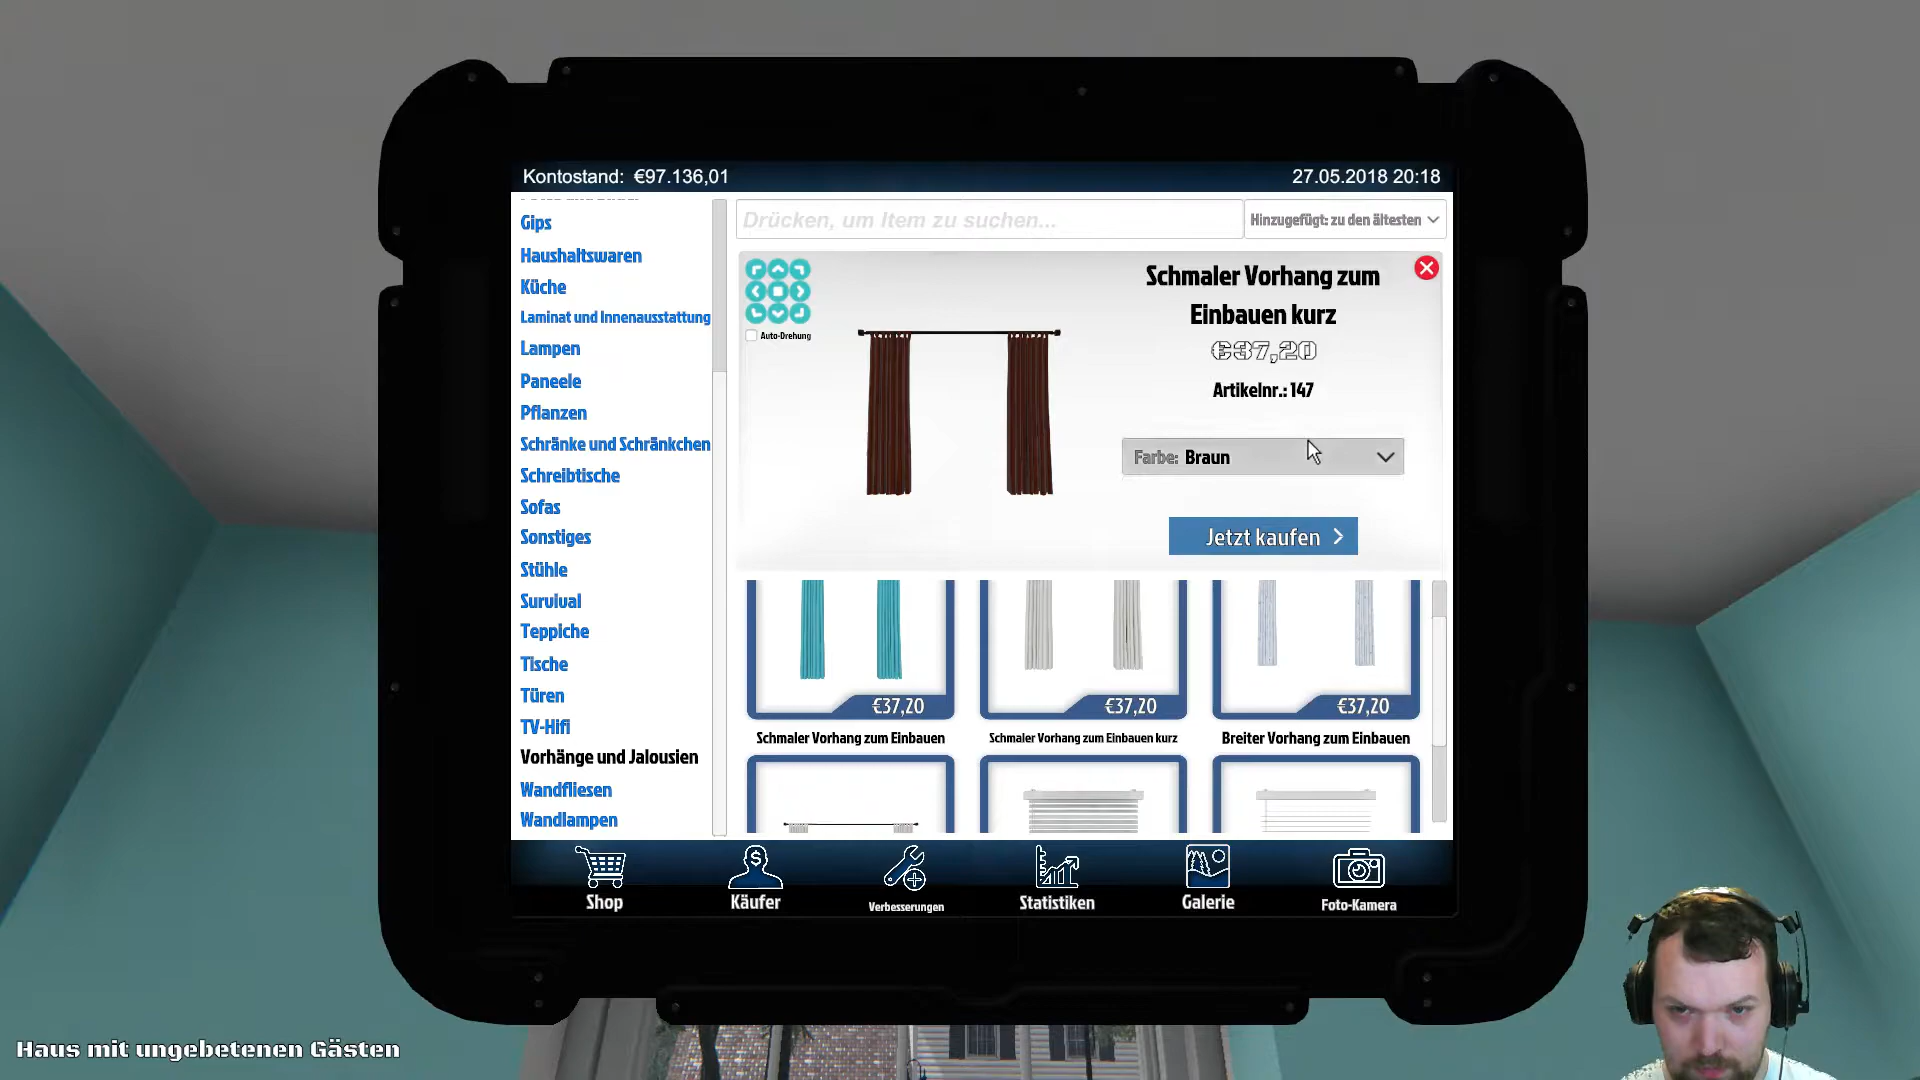 Kontostand: €97.136,01
27.05.2018 20:18
Gips
Haushaltswaren
Küche
Laminat und Innenausstattung
Lampen
Paneele
Pflanzen
Schränke und Schränkchen
Schreibtische
Sofas
Sonstiges
Stühle
Survival
Teppiche
Tische
Türen
TV-Hifi
Vorhänge und Jalousien
Wandfliesen
Wandlampen
Drücken, um Item zu suchen...
Hinzugefügt: zu den ältesten
Auto-Drehung
Schmaler Vorhang zum
Einbauen kurz
€37,20
Artikelnr.: 147
Farbe: Braun
Jetzt kaufen
€37,20
€37,20
€37,20
Schmaler Vorhang zum Einbauen
Schmaler Vorhang zum Einbauen kurz
Breiter Vorhang zum Einbauen
Shop
Käufer
Verbesserungen
Statistiken
Galerie
Foto-Kamera
Haus mit ungebetenen Gästen